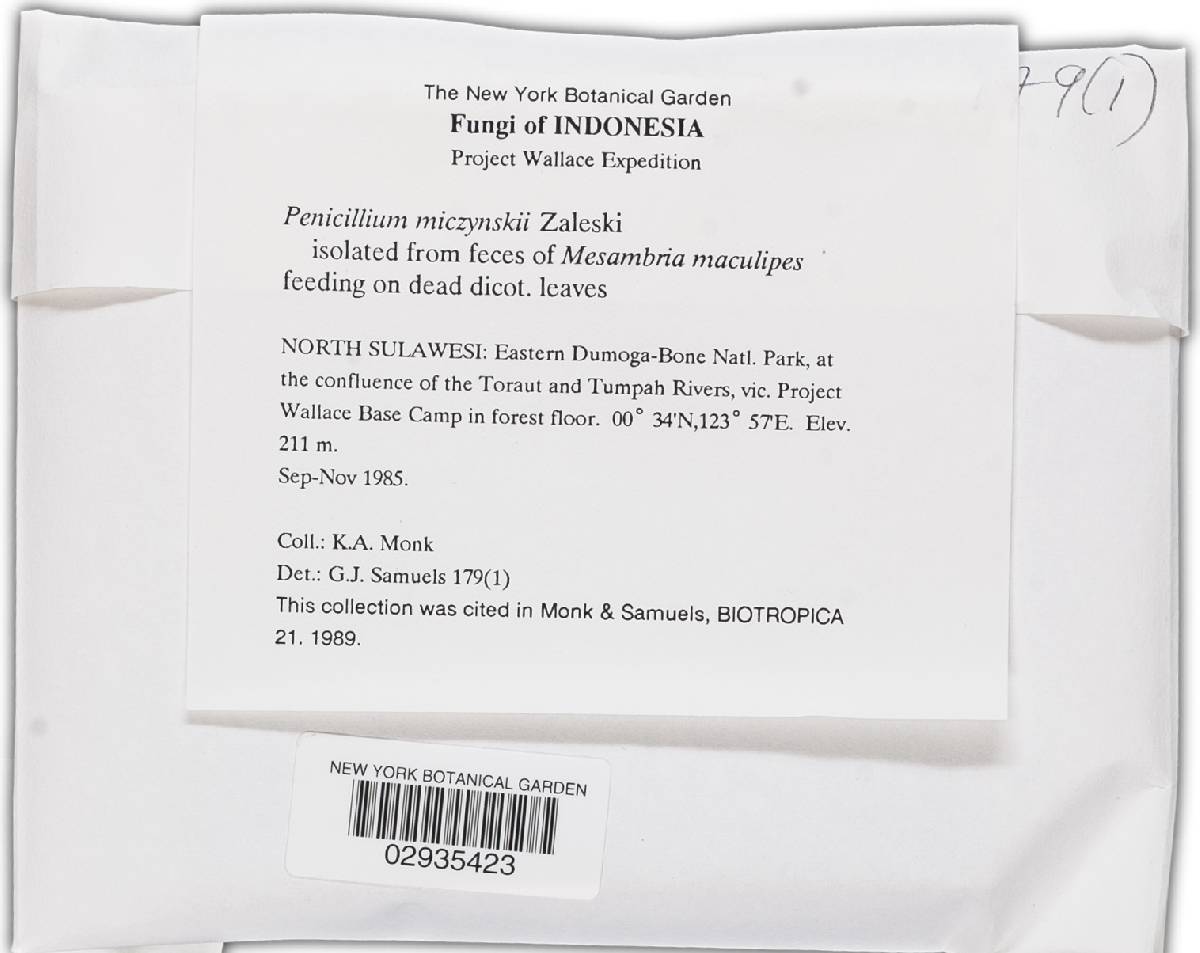 The New York Botanical Garden
Fungi of INDONESIA
Project Wallace Expedition
79(1)
Penicillium miczynskii Zaleski
isolated from feces of Mesambria maculipes
feeding on dead dicot. leaves
NORTH SULAWESI: Eastern Dumoga-Bone Natl. Park, at
the confluence of the Toraut and Tumpah Rivers, vic. Project
Wallace Base Camp in forest floor. 00° 34'N,123° 57'E. Elev.
211 m.
Sep-Nov 1985.
Coll.: K.A. Monk
Det.: G.J. Samuels 179(1)
This collection was cited in Monk & Samuels, BIOTROPICA
21. 1989.
NEW YORK BOTANICAL GARDEN
02935423